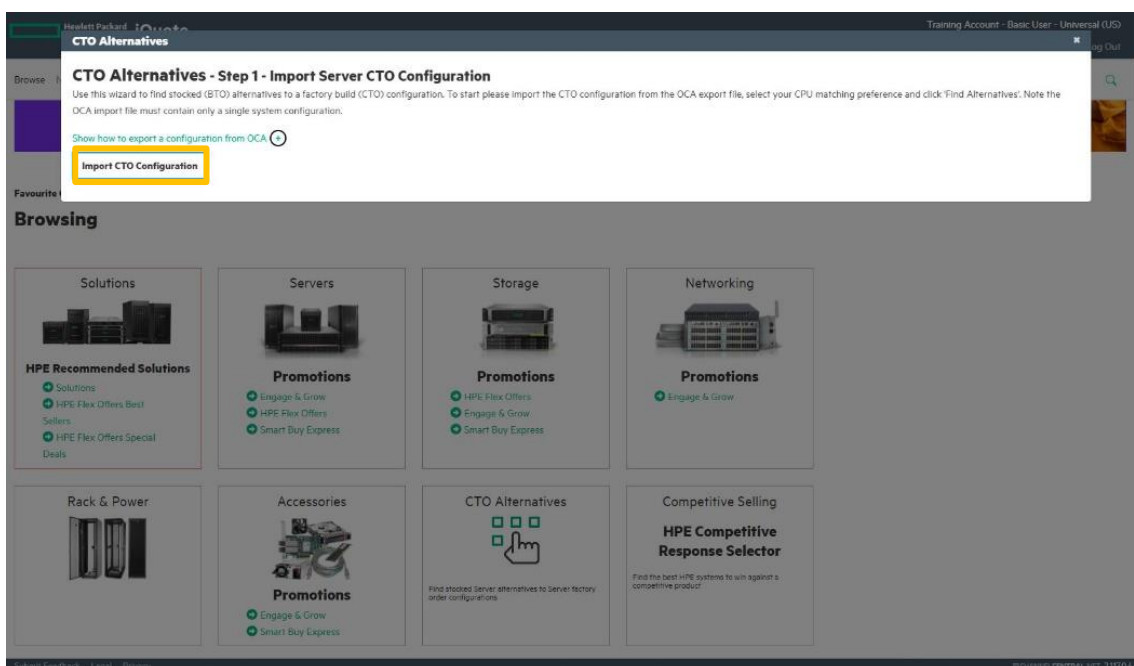 Hewlett Packard
iQuote
Training Account - Basic User - Universal (US)
CTO Alternatives
Log Out
Browse
CTO Alternatives - Step 1 - Import Server CTO Configuration
Use this wizard to find stocked (BTO) alternatives to a factory build (CTO) configuration. To start please import the CTO configuration from the OCA export file, select your CPU matching preference and click 'Find Alternatives'. Note the
OCA import file must contain only a single system configuration.
Show how to export a configuration from OCA
Import CTO Configuration
Favourite
Browsing
Solutions
HPE Recommended Solutions
Solutions
HPE Flex Offers Best
Sellers
HPE Flex Offers Special
Deals
Servers
Promotions
Engage & Grow
HPE Flex Offers
Smart Buy Express
Storage
Promotions
HPE Flex Offers
Engage & Grow
Smart Buy Express
Networking
Promotions
Engage & Grow
Rack & Power
Accessories
Promotions
Engage & Grow
Smart Buy Express
CTO Alternatives
Find stocked Server alternatives to Server factory
order configurations
Competitive Selling
HPE Competitive
Response Selector
Find the best HPE systems to win against a
competitive product
Submit Feedback Legal Privacy